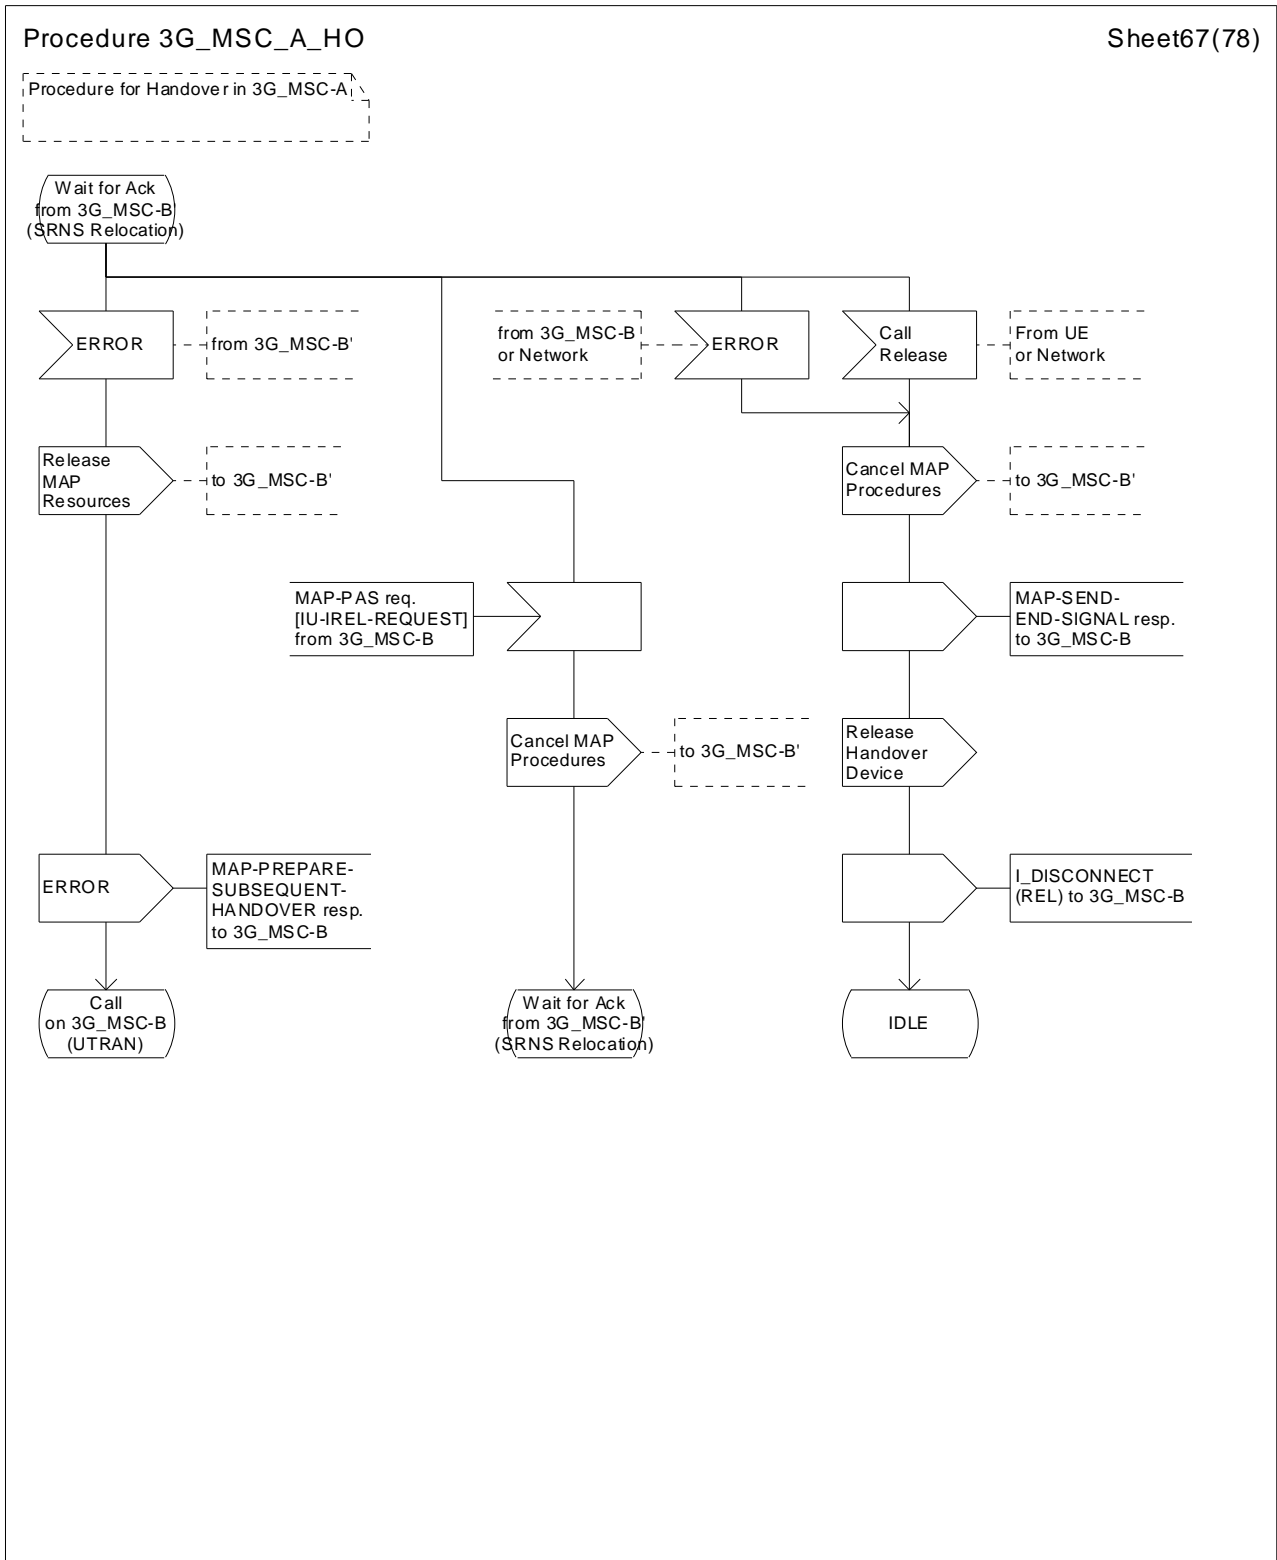 Procedure 3G_MSC_A_HO
Sheet67(78)
Procedure for Handover in 3G_MSC-A
Wait for Ack
from 3G_MSC-B'
(SRNS Relocation)
ERROR
from 3G_MSC-B'
from 3G_MSC-B
or Network
ERROR
Call
Release
From UE
or Network
Release
MAP
Resources
to 3G_MSC-B'
Cancel MAP
Procedures
to 3G_MSC-B'
MAP-PAS req.
[IU-IREL-REQUEST]
from 3G_MSC-B
MAP-SEND-
END-SIGNAL resp.
to 3G_MSC-B
Cancel MAP
Procedures
to 3G_MSC-B'
Release
Handover
Device
ERROR
MAP-PREPARE-
SUBSEQUENT-
HANDOVER resp.
to 3G_MSC-B
I_DISCONNECT
(REL) to 3G_MSC-B
Call
on 3G_MSC-B
(UTRAN)
Wait for Ack
from 3G_MSC-B'
(SRNS Relocation)
IDLE